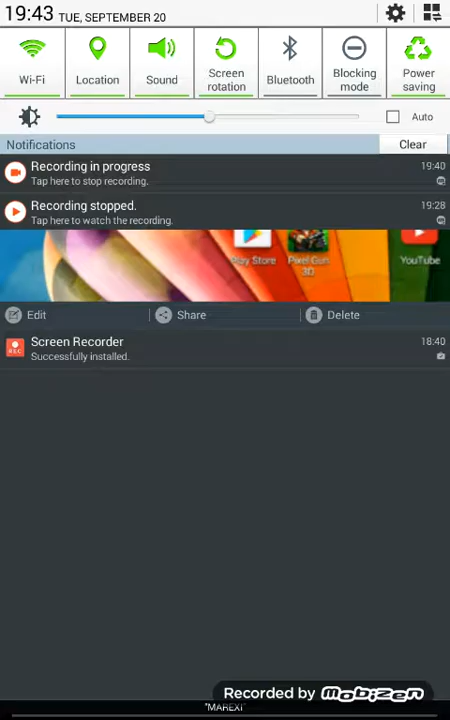 19:43 TUE, SEPTEMBER 20
Wi-Fi
Location
Sound
Screen rotation
Bluetooth
Blocking mode
Power saving
Auto
Notifications
Clear
Recording in progress
19:40
Tap here to stop recording.
Recording stopped.
19:28
Tap here to watch the recording.
Play Store
Pixel Gun 3D
YouTube
Edit
Share
Delete
REC
Screen Recorder
18:40
Successfully installed.
Recorded by Mobizen
"MAREXI"